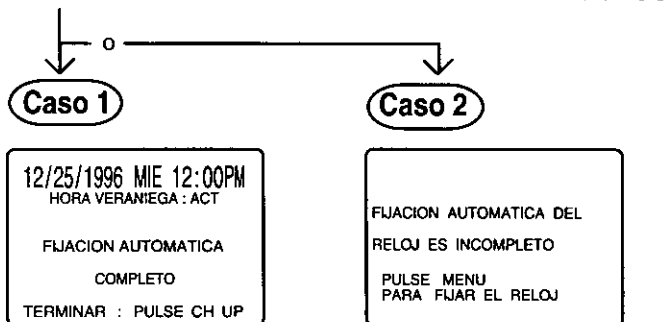 o
Caso 1
Caso 2
12/25/1996 MIE 12:00PM
HORA VERANIEGA : ACT
FIJACION AUTOMATICA
COMPLETO
TERMINAR : PULSE CH UP
FIJACION AUTOMATICA DEL
RELOJ ES INCOMPLETO
PULSE MENU
PARA FIJAR EL RELOJ